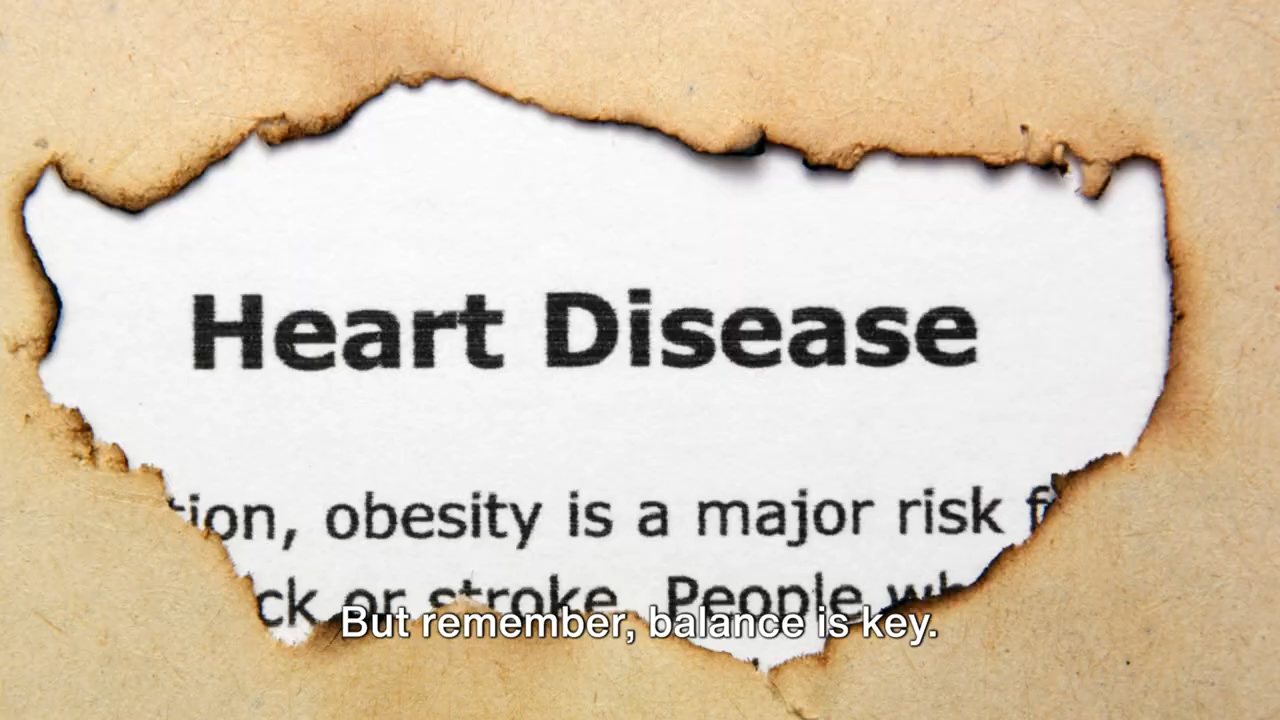 Heart Disease
tion, obesity is a major risk f
ck or stroke. People wh
But remember, balance is key.